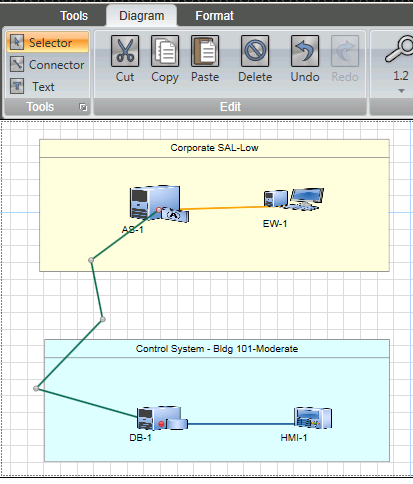 Tools Diagram Format
Selector
Connector
Text
Cut Copy Paste Delete Undo Redo 1.2
Tools Edit
Corporate SAL-Low
AS-1 EW-1
Control System - Bldg 101-Moderate
DB-1 HMI-1